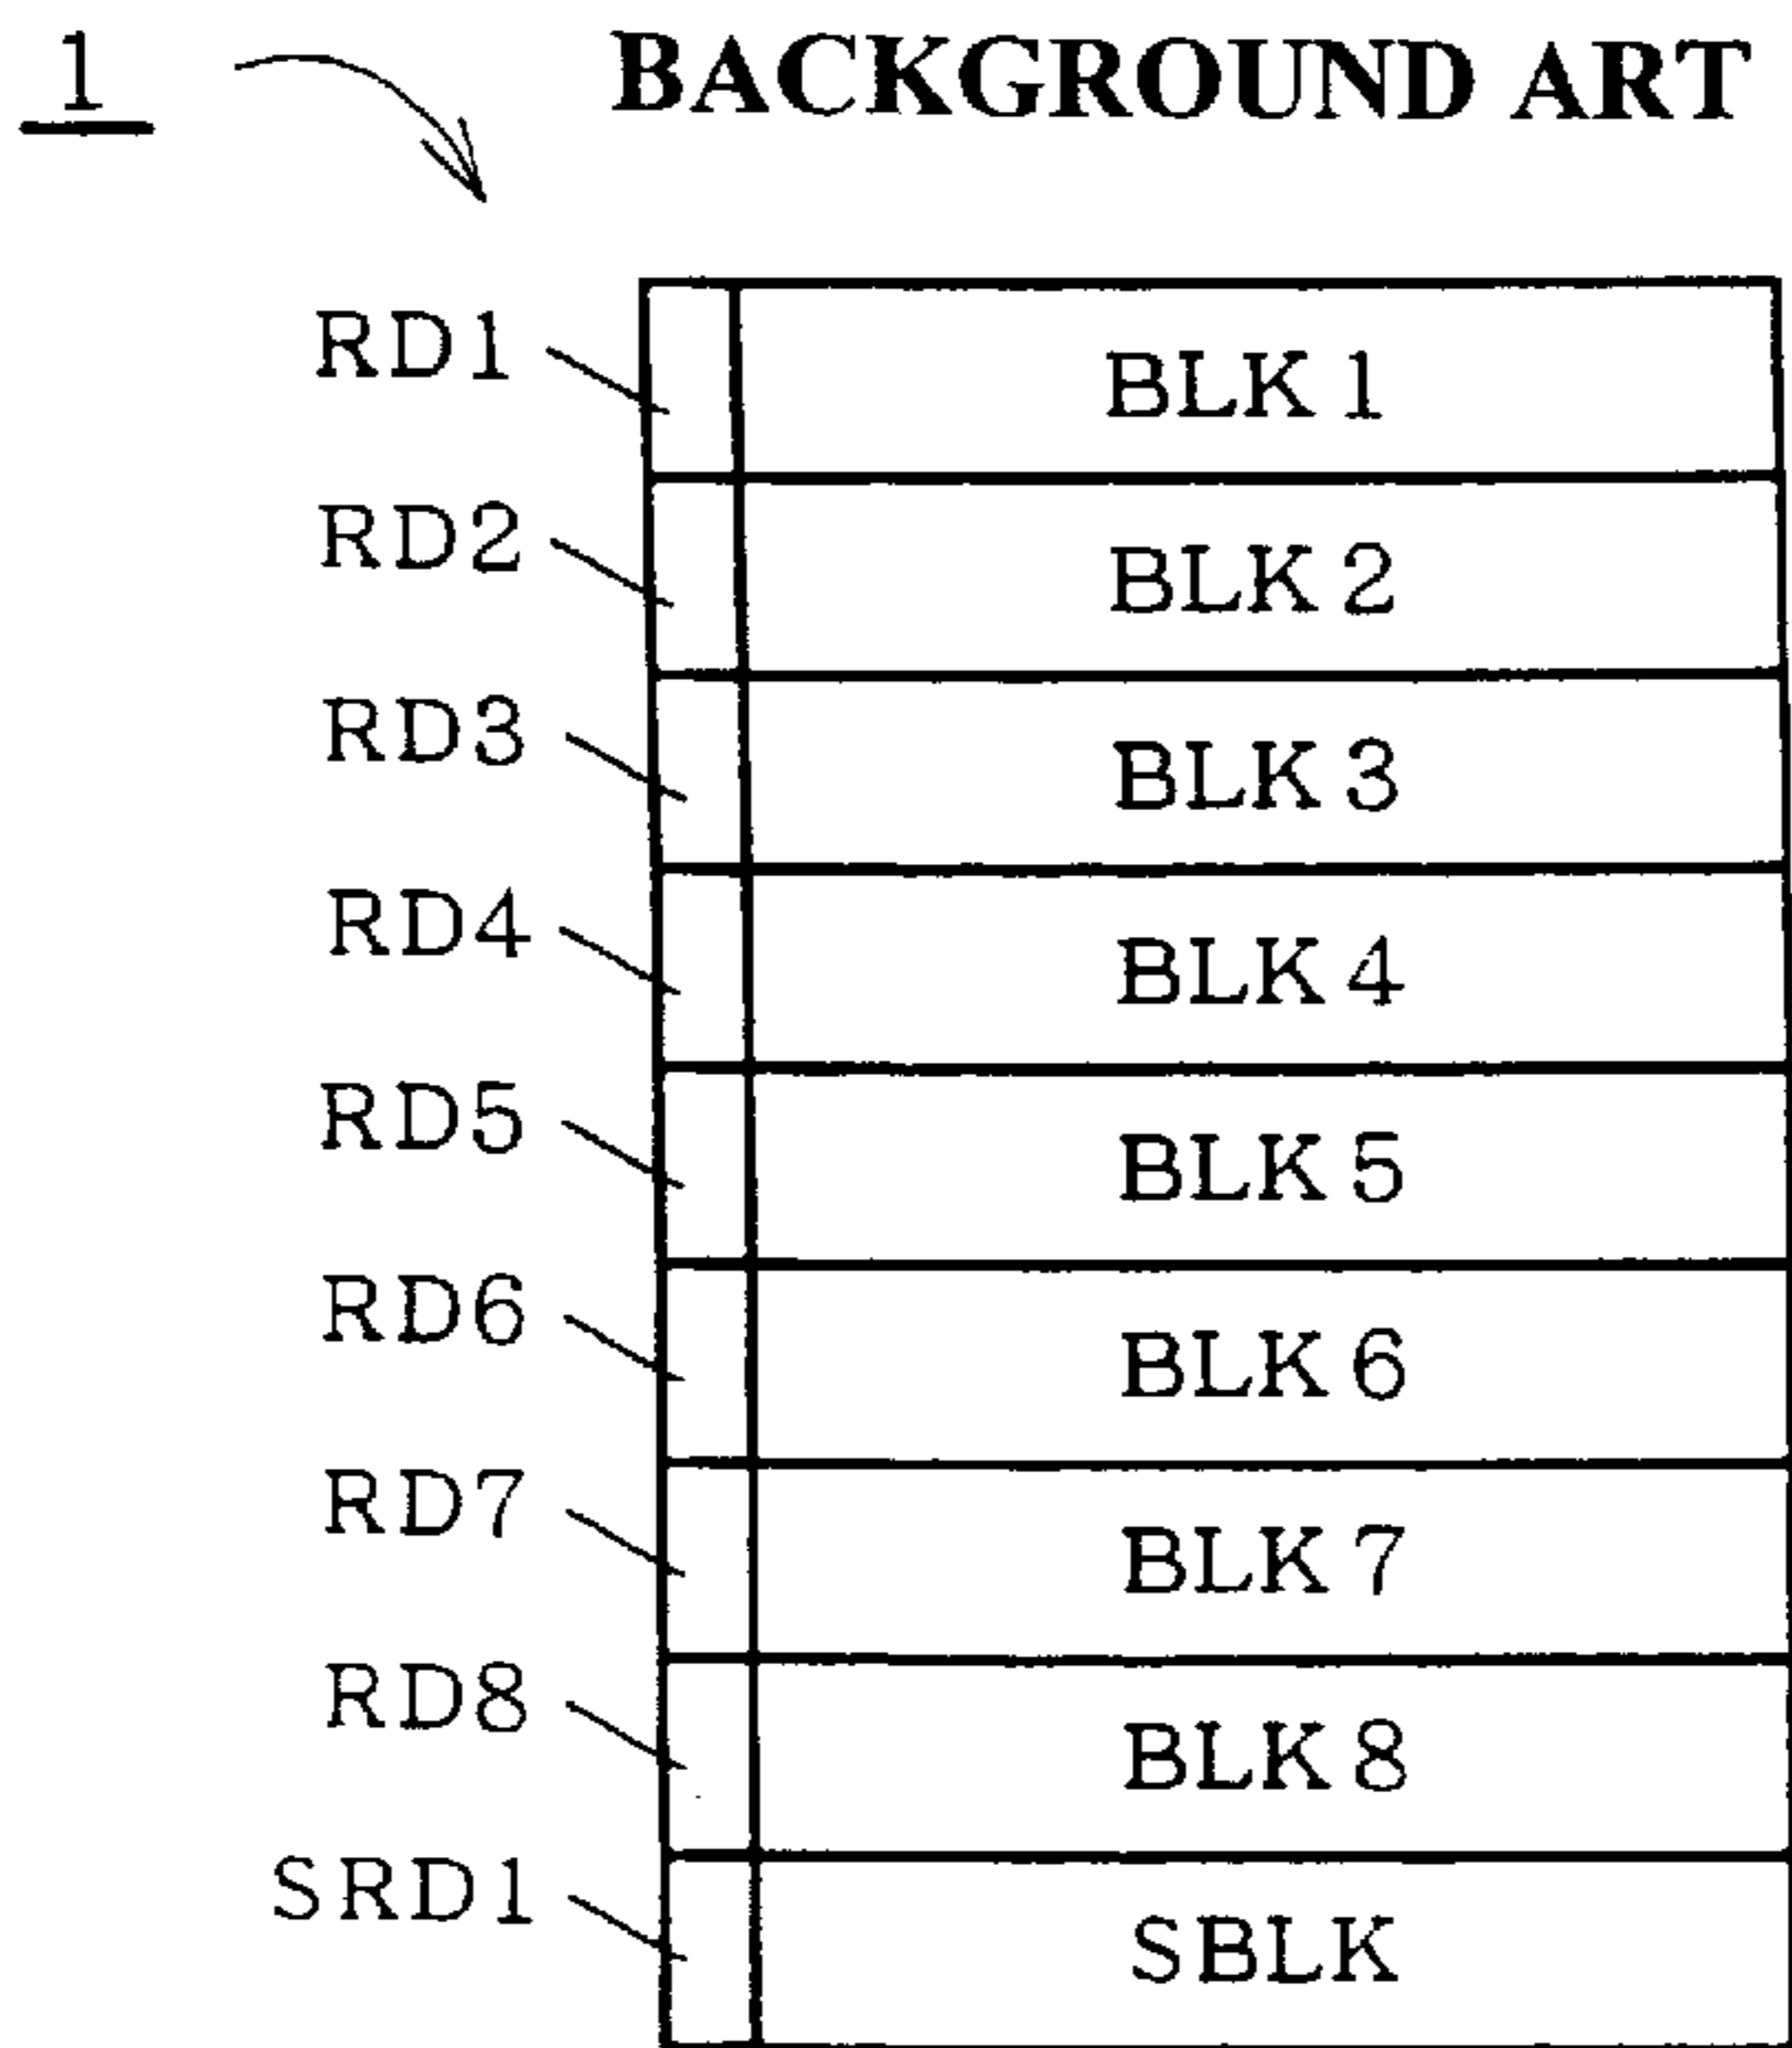 1 BACKGROUND ART
RD1 BLK 1
RD2 BLK 2
RD3 BLK 3
RD4 BLK 4
RD5 BLK 5
RD6 BLK 6
RD7 BLK 7
RD8 BLK 8
SRD1 SBLK